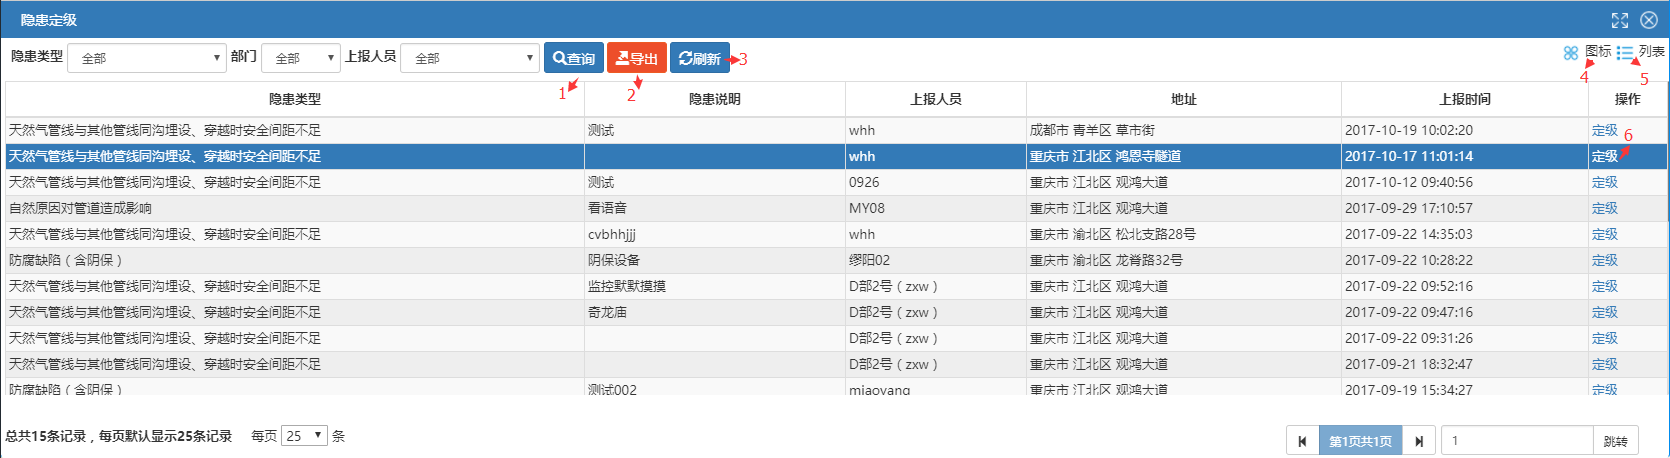 隐患定级
隐患类型 全部 部门 全部 上报人员 全部 查询 导出 刷新 3 图标 列表
1 2 4 5
隐患类型 隐患说明 上报人员 地址 上报时间 操作
天然气管线与其他管线同沟埋设、穿越时安全间距不足 测试 whh 成都市 青羊区 草市街 2017-10-19 10:02:20 定级 6
天然气管线与其他管线同沟埋设、穿越时安全间距不足 whh 重庆市 江北区 鸿恩寺隧道 2017-10-17 11:01:14 定级
天然气管线与其他管线同沟埋设、穿越时安全间距不足 测试 0926 重庆市 江北区 观鸿大道 2017-10-12 09:40:56 定级
自然原因对管道造成影响 看语音 MY08 重庆市 江北区 观鸿大道 2017-09-29 17:10:57 定级
天然气管线与其他管线同沟埋设、穿越时安全间距不足 cvbhhjjj whh 重庆市 渝北区 松北支路28号 2017-09-22 14:35:03 定级
防腐缺陷（含阴保） 阴保设备 缪阳02 重庆市 渝北区 龙脊路32号 2017-09-22 10:28:22 定级
天然气管线与其他管线同沟埋设、穿越时安全间距不足 监控默默摸摸 D部2号（zxw） 重庆市 江北区 观鸿大道 2017-09-22 09:52:16 定级
天然气管线与其他管线同沟埋设、穿越时安全间距不足 奇龙庙 D部2号（zxw） 重庆市 江北区 观鸿大道 2017-09-22 09:47:16 定级
天然气管线与其他管线同沟埋设、穿越时安全间距不足 D部2号（zxw） 重庆市 江北区 观鸿大道 2017-09-22 09:31:26 定级
天然气管线与其他管线同沟埋设、穿越时安全间距不足 D部2号（zxw） 重庆市 江北区 观鸿大道 2017-09-21 18:32:47 定级
防腐缺陷（含阴保） 测试002 miaoyang 重庆市 江北区 观鸿大道 2017-09-19 15:34:27 定级
总共15条记录，每页默认显示25条记录 每页 25 条 第1页共1页 1 跳转